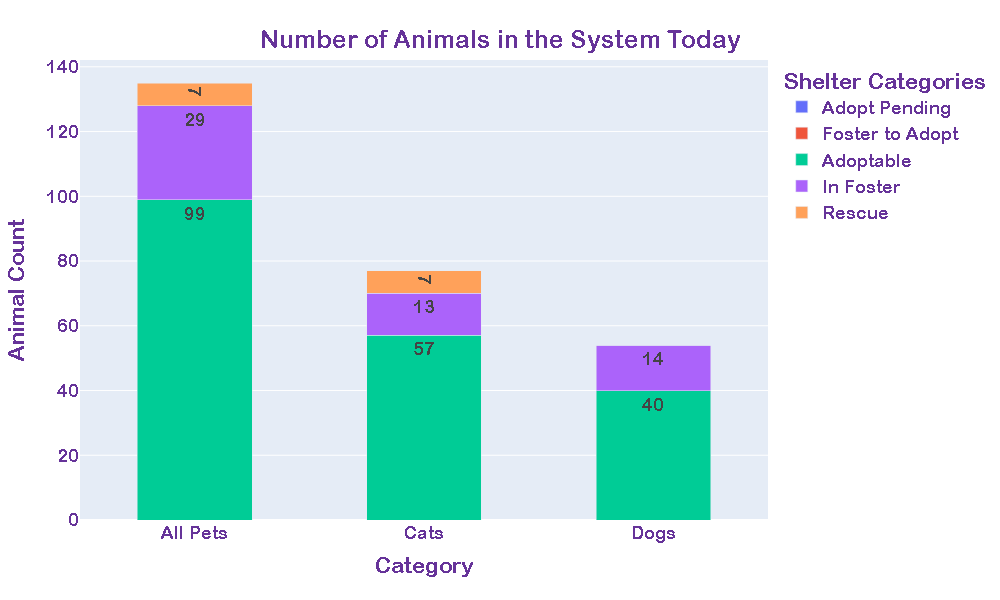 Number of Animals in the System Today
Animal Count
140
120
100
80
60
40
20
0
7
29
99
7
13
57
14
40
All Pets
Cats
Dogs
Category
Shelter Categories
Adopt Pending
Foster to Adopt
Adoptable
In Foster
Rescue